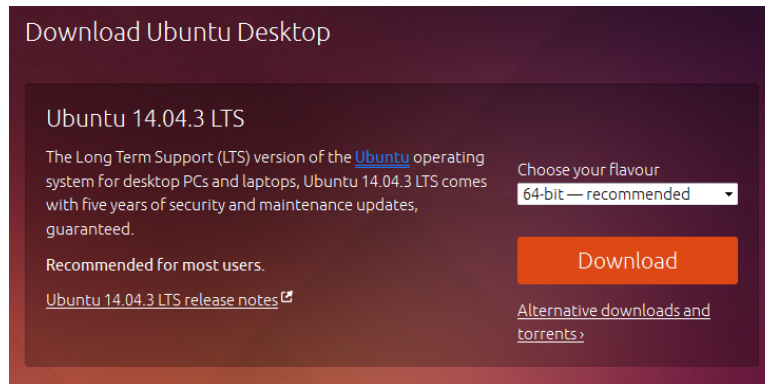 Download Ubuntu Desktop
Ubuntu 14.04.3 LTS
The Long Term Support (LTS) version of the Ubuntu operating
system for desktop PCs and laptops, Ubuntu 14.04.3 LTS comes
with five years of security and maintenance updates,
guaranteed.
Recommended for most users.
Ubuntu 14.04.3 LTS release notes
Choose your flavour
64-bit — recommended
Download
Alternative downloads and
torrents ›